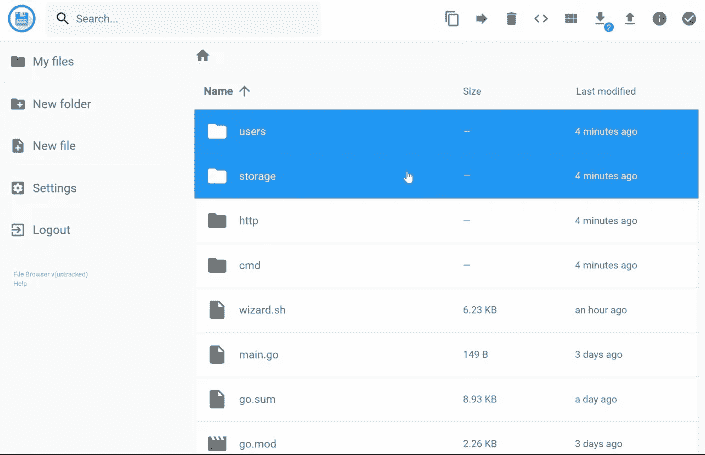 Search...
2
My files
New folder
New file
Settings
Logout
File Browser v(untracked)
Help
Name Size Last modified
users — 4 minutes ago
storage — 4 minutes ago
http — 4 minutes ago
cmd — 4 minutes ago
wizard.sh 6.23 KB an hour ago
main.go 149 B 3 days ago
go.sum 8.93 KB a day ago
go.mod 2.26 KB 3 days ago